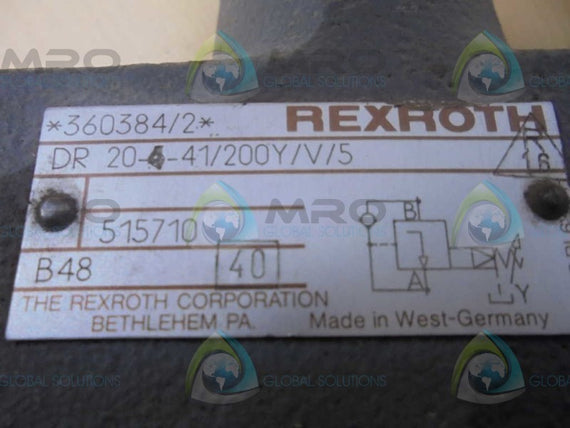 MRO GLOBAL SOLUTIONS
*360384/2* REXROTH
DR 20-4-41/200Y/V/5
R
16
515710
B48 40
B
A
Y
THE REXROTH CORPORATION
BETHLEHEM PA. Made in West-Germany